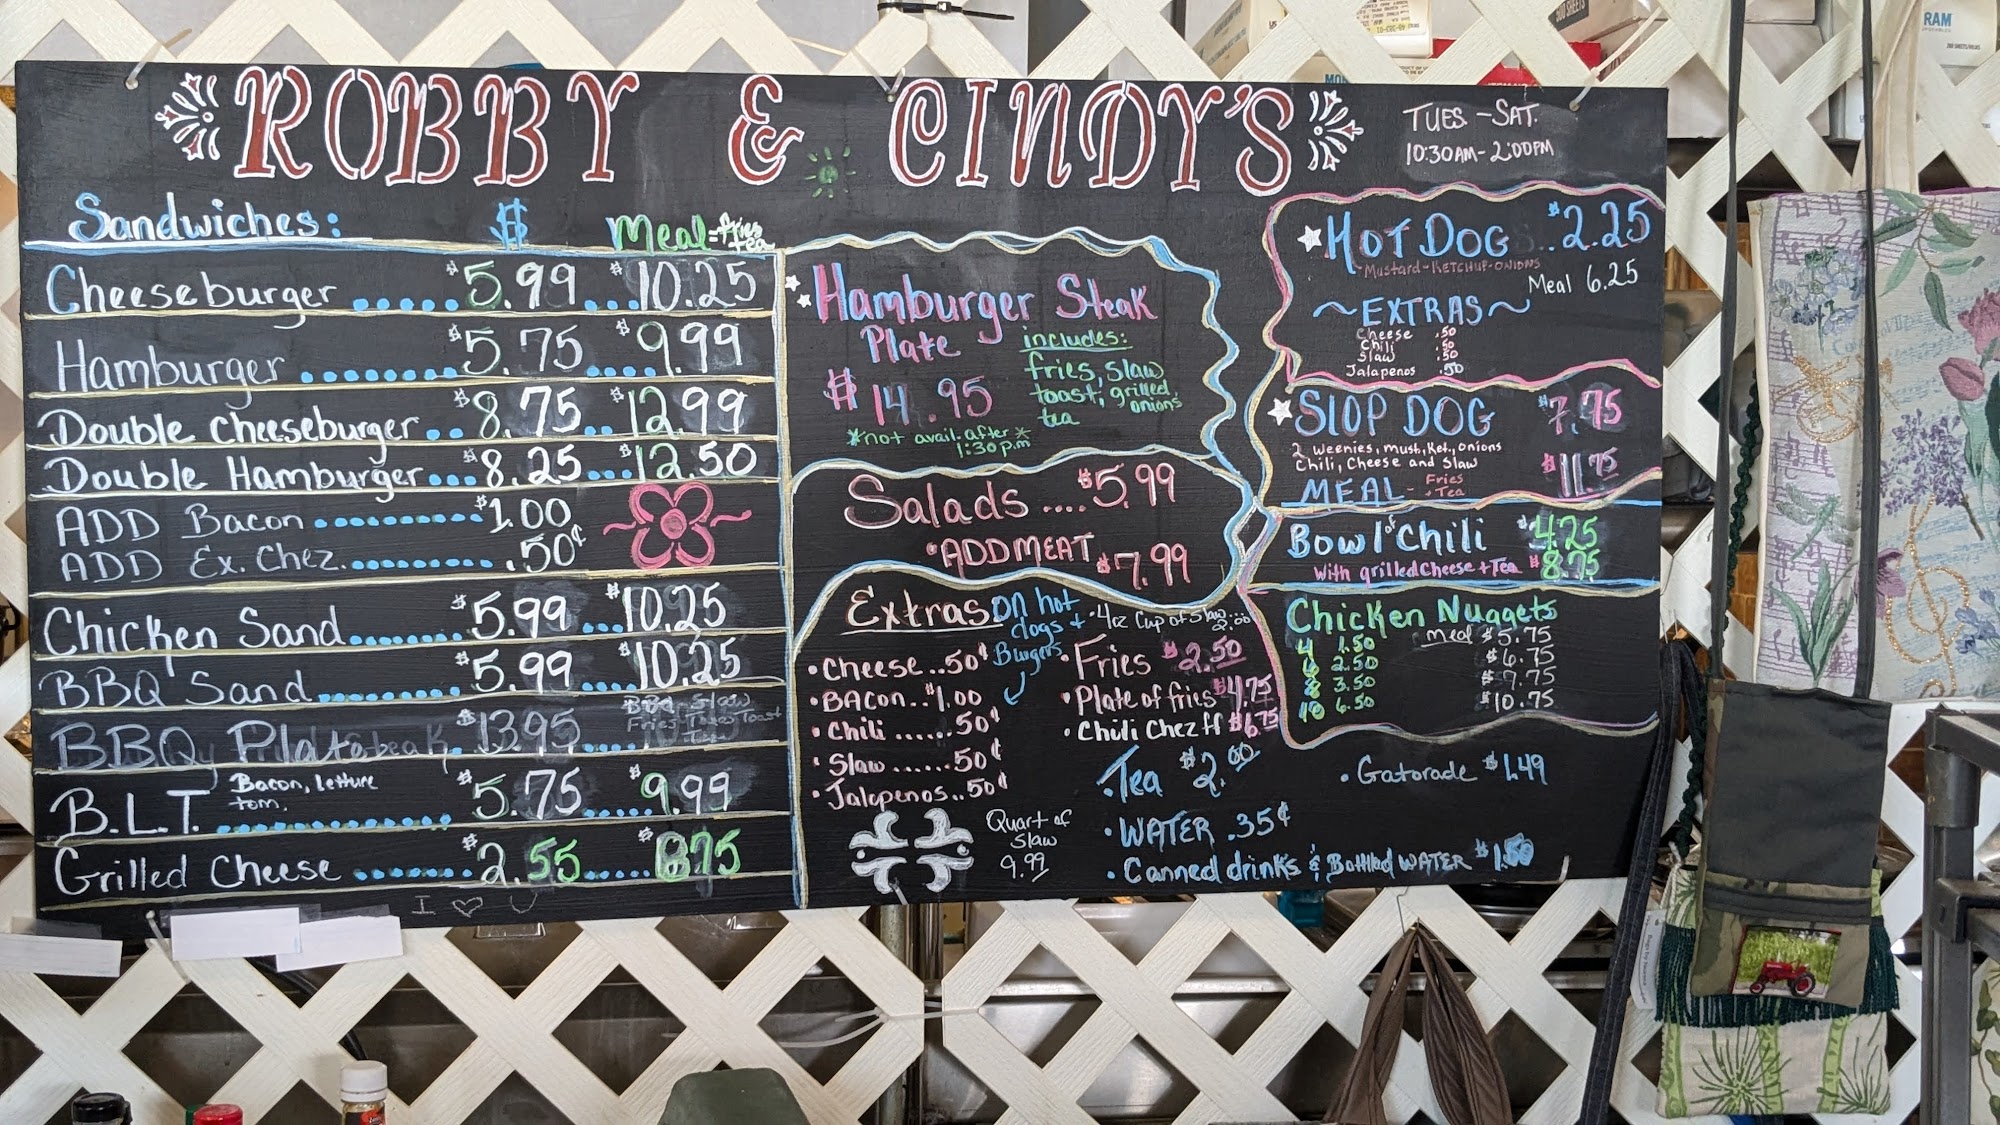 ROBBY & CINDY'S
TUES - SAT.
10:30AM - 2:00PM
Sandwiches: $ Meal = fries tea
Cheeseburger $5.99 $10.25
Hamburger $5.75 $9.99
Double Cheeseburger $8.75 $12.99
Double Hamburger $8.25 $12.50
ADD Bacon $1.00
ADD Ex. Chez. .50¢
Chicken Sand $5.99 $10.25
BBQ Sand $5.99 $10.25
BBQ Plate $13.95
B.L.T. Bacon, letture tom. $5.75 $9.99
Grilled Cheese $2.55 $8.75
I ♡ U
Hamburger Steak
Plate
$14.95
includes:
fries, slaw
toast, grilled
onions
tea
*not avail. after*
1:30 p.m
Salads .... $5.99
• ADD MEAT $7.99
Extras
On hot
dogs +
Burgers
• Cheese .. 50¢
• BACON .. $1.00
• Chili ...... 50¢
• Slaw ...... 50¢
• Jalapenos .. 50¢
Quart of
Slaw
9.99
• 4oz Cup of Slaw 2.00
• Fries $2.50
• Plate of fries $4.75
• Chili Chez ff $6.75
• Tea $2.00
• WATER .35¢
• Canned drinks & Bottled WATER
• Gatorade $1.49
HOT DOG $2.25
Mustard-KETCHUP-ONIONS
Meal 6.25
~EXTRAS~
Cheese .50
Chili .50
Slaw .50
Jalapenos .50
SLOP DOG $7.75
2 weenies, must, Ket., onions
Chili, Cheese and Slaw
MEAL - Fries + Tea $11.75
Bowl of Chili $4.25
with grilled Cheese + Tea $8.75
Chicken Nuggets
4 1.50 Meal $5.75
6 2.50 $6.75
8 3.50 $7.75
10 6.50 $10.75
RAM